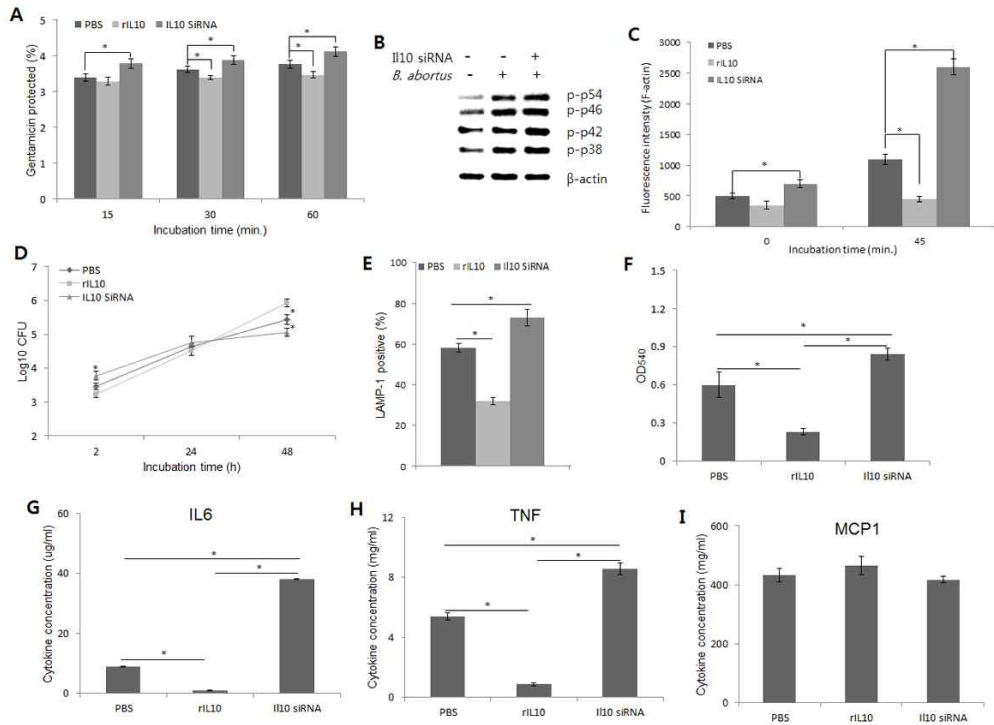 A
PBS rIL10 IL10 SiRNA
Gentamicin protected (%)
5
4
3
2
1
0
*
*
*
*
*
15 30 60
Incubation time (min.)
B
Il10 siRNA - - +
B. abortus - + +
p-p54
p-p46
p-p42
p-p38
β-actin
C
PBS
rIL10
IL10 SiRNA
Fluorescence intensity (F-actin)
3000
2500
2000
1500
1000
500
0
*
*
*
0 45
Incubation time (min.)
D
PBS
rIL10
IL10 SiRNA
Log10 CFU
7
6
5
4
3
2
*
*
*
2 24 48
Incubation time (h)
E
PBS rIL10 Il10 SiRNA
LAMP-1 positive (%)
100
80
60
40
20
0
*
*
F
OD540
1.5
1.2
0.9
0.6
0.3
0
*
*
*
PBS rIL10 Il10 siRNA
G
IL6
Cytokine concentration (ug/ml)
60
40
20
0
*
*
*
PBS rIL10 Il10 siRNA
H
TNF
Cytokine concentration (mg/ml)
12
8
4
0
*
*
*
PBS rIL10 Il10 siRNA
I
MCP1
Cytokine concentration (mg/ml)
600
400
200
0
PBS rIL10 Il10 siRNA